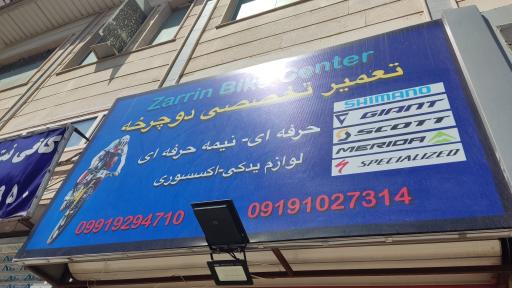 Zarrin Bike Center
تعمیر تخصصی دوچرخه
حرفه ای- نیمه حرفه ای
لوازم یدکی-اکسسوری
SHIMANO
GIANT
SCOTT
MERIDA
SPECIALIZED
09919294710
09191027314